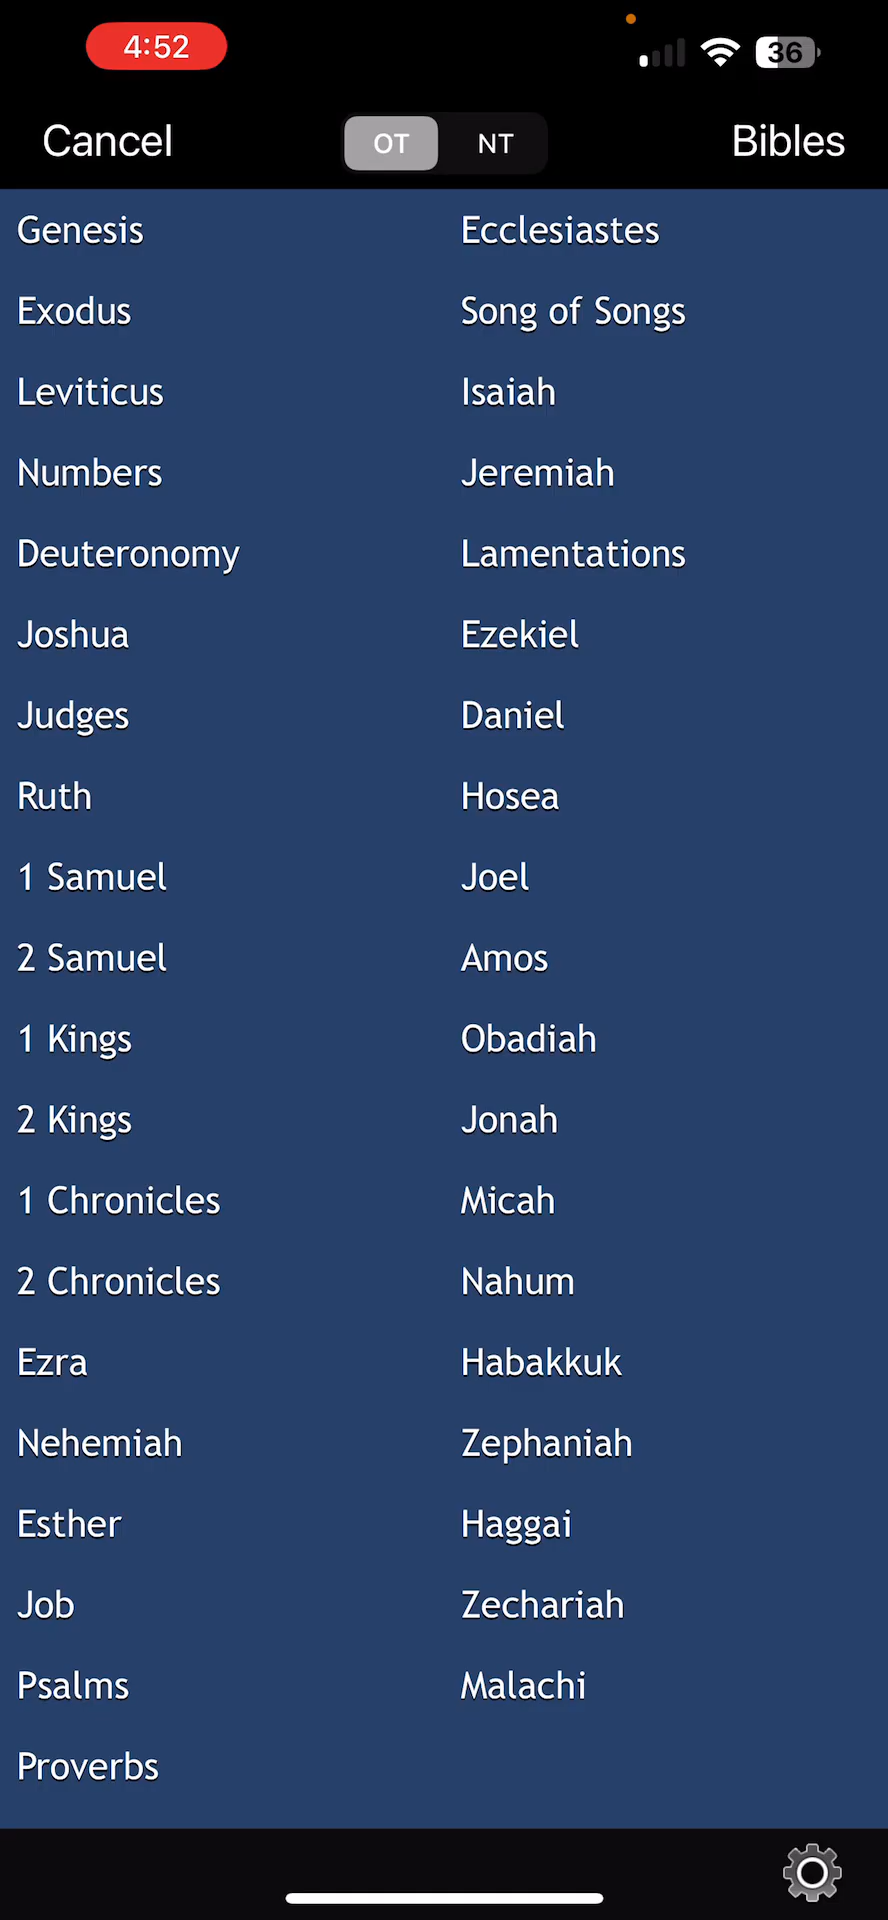 4:52
36
Cancel
OT
NT
Bibles
Genesis
Exodus
Leviticus
Numbers
Deuteronomy
Joshua
Judges
Ruth
1 Samuel
2 Samuel
1 Kings
2 Kings
1 Chronicles
2 Chronicles
Ezra
Nehemiah
Esther
Job
Psalms
Proverbs
Ecclesiastes
Song of Songs
Isaiah
Jeremiah
Lamentations
Ezekiel
Daniel
Hosea
Joel
Amos
Obadiah
Jonah
Micah
Nahum
Habakkuk
Zephaniah
Haggai
Zechariah
Malachi